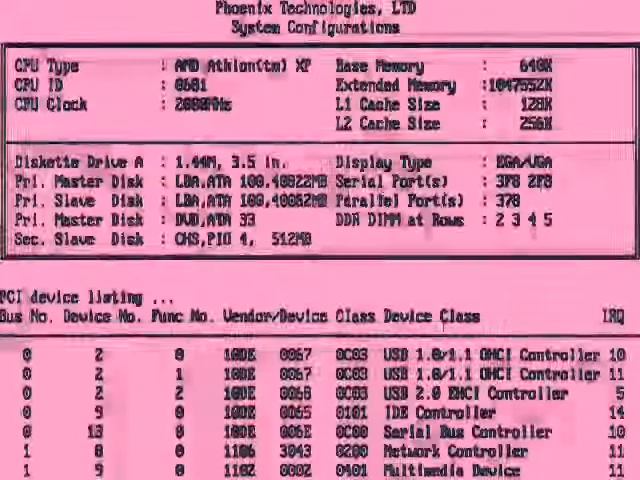 Phoenix Technologies, LTD
System Configurations
CPU Type : AMD Athlon(tm) XP Base Memory : 640K
CPU ID : 0681 Extended Memory :1047552K
CPU Clock : 2000MHz L1 Cache Size : 128K
L2 Cache Size : 256K
Diskette Drive A : 1.44M, 3.5 in. Display Type : EGA/VGA
Pri. Master Disk : LBA,ATA 100, Serial Port(s) : 3F8 2F8
Pri. Slave Disk : LBA,ATA 100, Parallel Port(s) : 378
Pri. Master Disk : DVD,ATA 33 DDR DIMM at Rows : 2 3 4 5
Sec. Slave Disk : CHS,PIO 4, 512MB
PCI device listing ...
Bus No. Device No. Func No. Vendor/Device Class Device Class IRQ
0 2 0 10DE 0067 0C03 USB 1.0/1.1 OHCI Controller 10
0 2 1 10DE 0067 0C03 USB 1.0/1.1 OHCI Controller 11
0 2 2 10DE 0068 0C03 USB 2.0 EHCI Controller 5
0 9 0 10DE 0065 0101 IDE Controller 14
0 13 0 10DE 006E 0C00 Serial Bus Controller 10
1 8 0 1106 3043 0200 Network Controller 11
1 9 0 1102 0002 0401 Multimedia Device 11